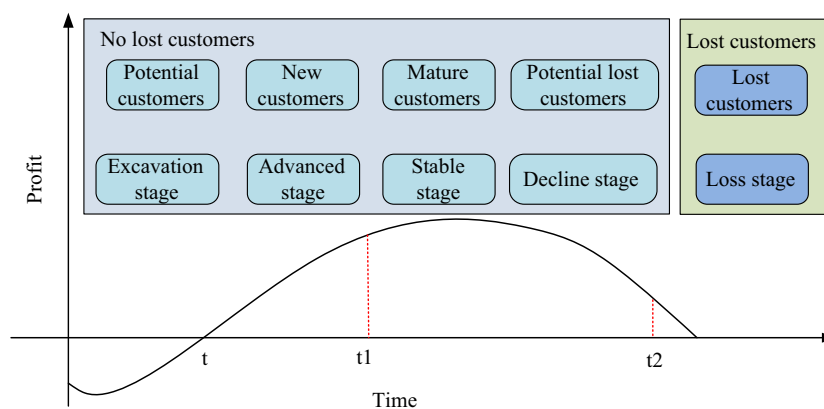 No lost customers
Lost customers
Potential
customers
New
customers
Mature
customers
Potential lost
customers
Lost
customers
Excavation
stage
Advanced
stage
Stable
stage
Decline stage
Loss stage
Profit
t
t1
t2
Time